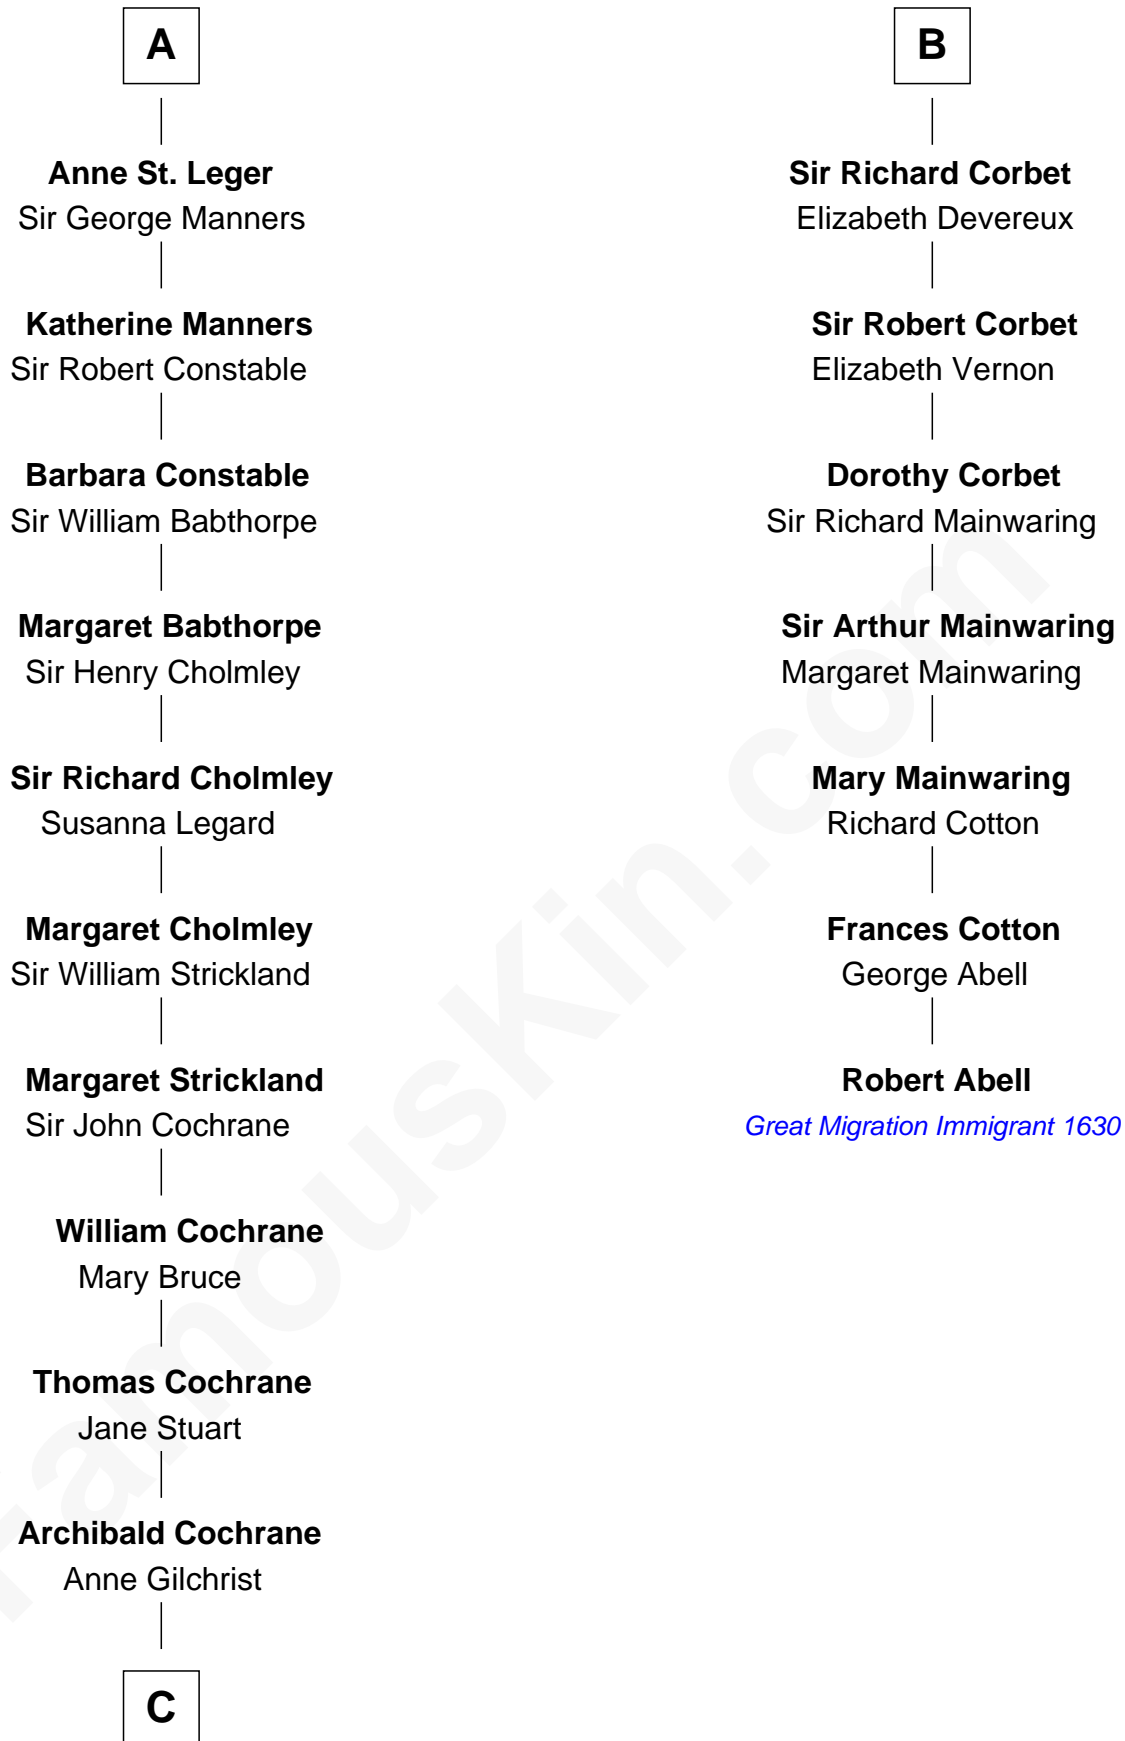 A
Anne St. Leger
Sir George Manners
Katherine Manners
Sir Robert Constable
Barbara Constable
Sir William Babthorpe
Margaret Babthorpe
Sir Henry Cholmley
Sir Richard Cholmley
Susanna Legard
Margaret Cholmley
Sir William Strickland
Margaret Strickland
Sir John Cochrane
William Cochrane
Mary Bruce
Thomas Cochrane
Jane Stuart
Archibald Cochrane
Anne Gilchrist
C
B
Sir Richard Corbet
Elizabeth Devereux
Sir Robert Corbet
Elizabeth Vernon
Dorothy Corbet
Sir Richard Mainwaring
Sir Arthur Mainwaring
Margaret Mainwaring
Mary Mainwaring
Richard Cotton
Frances Cotton
George Abell
Robert Abell
Great Migration Immigrant 1630
FamousKin.com